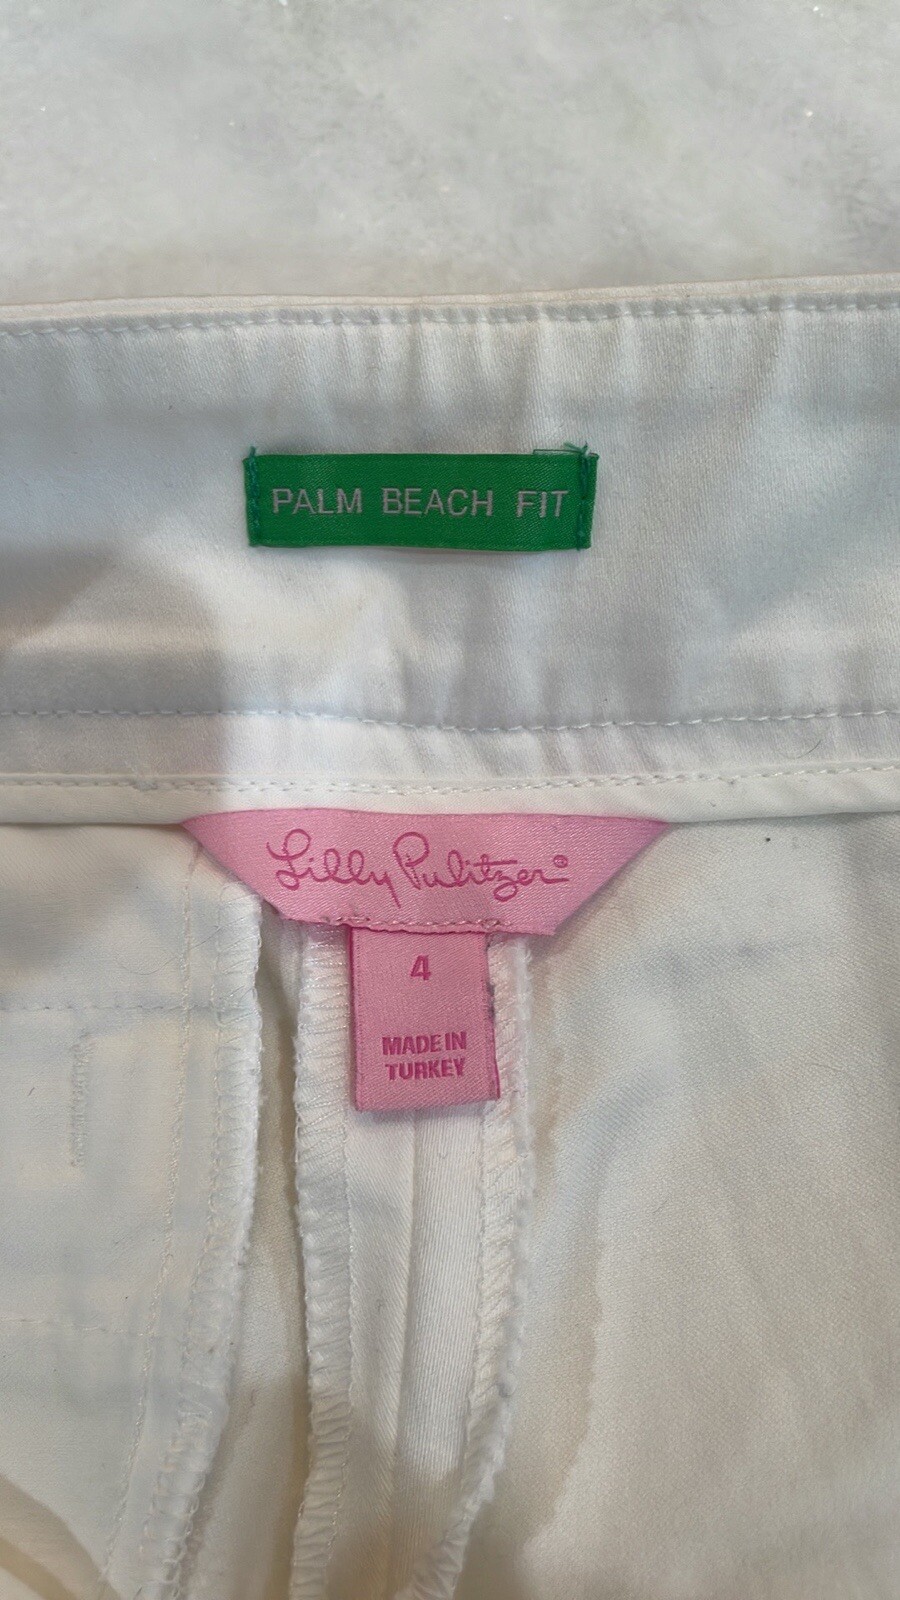 PALM BEACH FIT
Lilly Pulitzer®
4
MADE IN
TURKEY